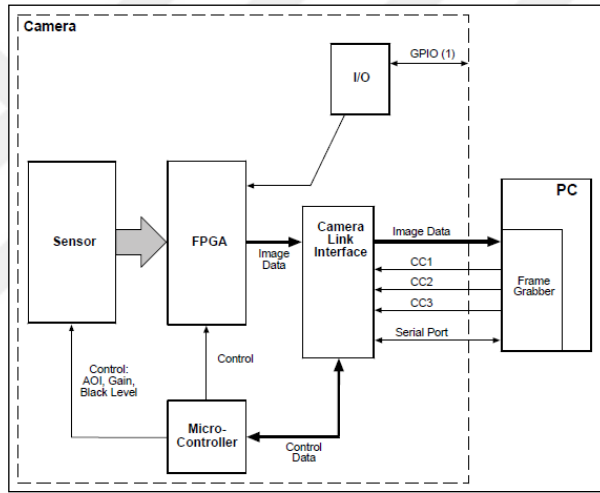 Camera
GPIO (1)
I/O
PC
Sensor
FPGA
Camera
Link
Interface
Image
Data
Image Data
CC1
CC2
CC3
Serial Port
Frame
Grabber
Control:
AOI, Gain,
Black Level
Control
Micro-
Controller
Control
Data